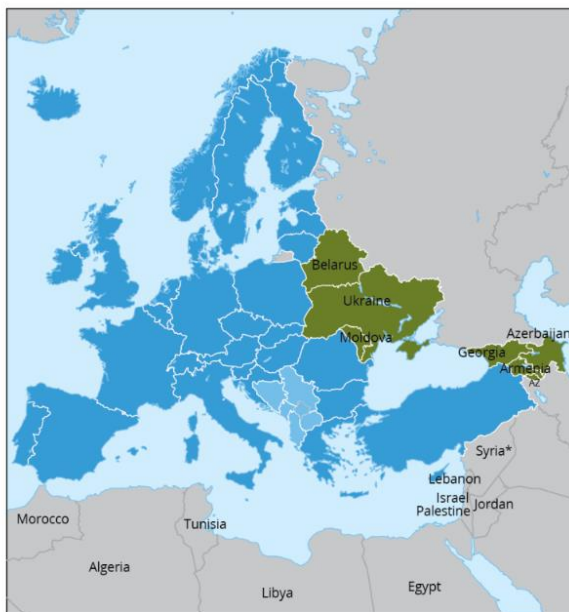 Belarus
Ukraine
Moldova
Azerbaijan
Georgia
Armenia
AZ
Syria*
Lebanon
Israel
Palestine
Jordan
Morocco
Tunisia
Algeria
Libya
Egypt